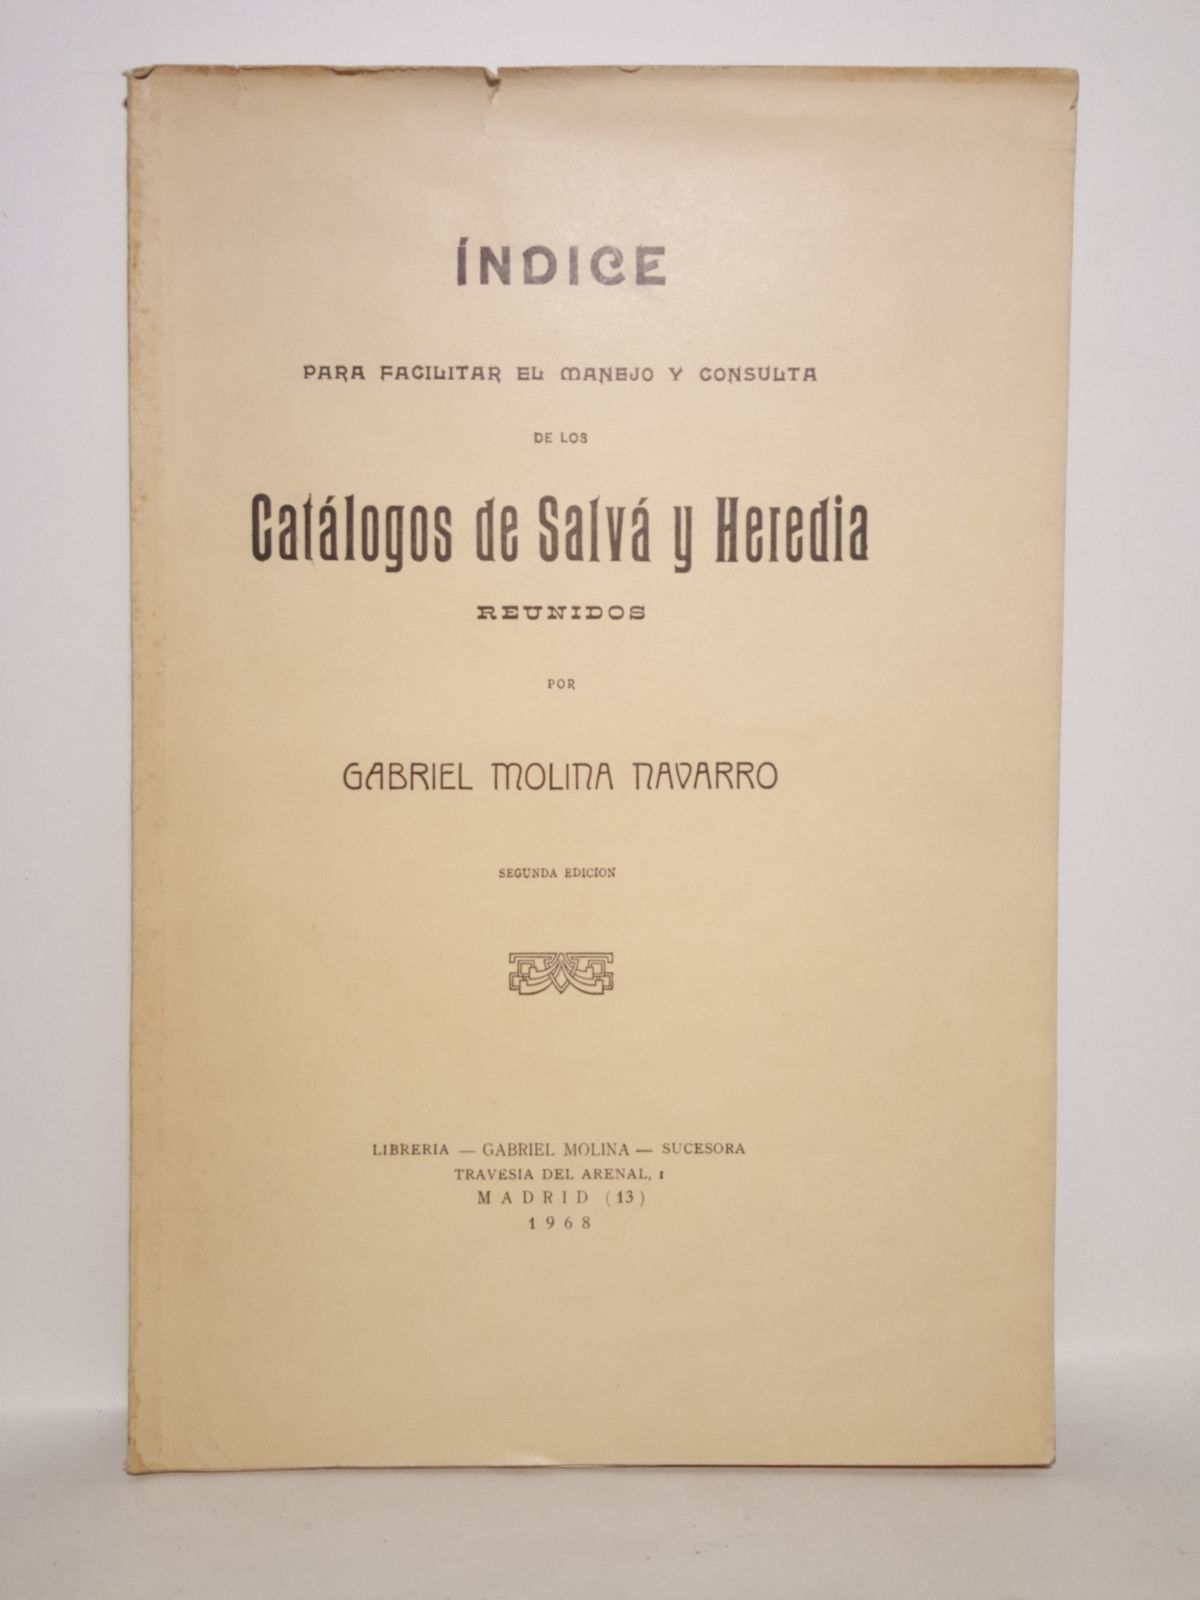 ÍNDICE
PARA FACILITAR EL MANEJO Y CONSULTA
DE LOS
Catálogos de Salvá y Heredia
REUNIDOS
POR
GABRIEL MOLINA NAVARRO
SEGUNDA EDICION
LIBRERIA — GABRIEL MOLINA — SUCESORA
TRAVESIA DEL ARENAL, 1
MADRID (13)
1968